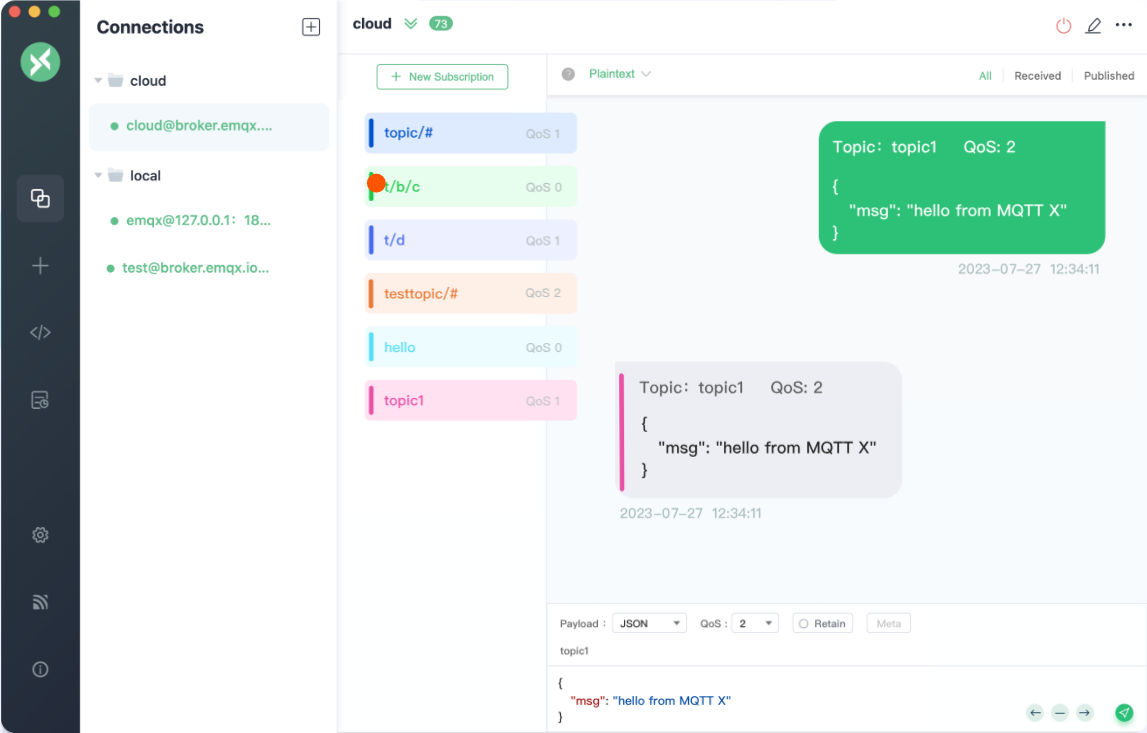 Connections
cloud
cloud@broker.emqx....
local
emqx@127.0.0.1: 18...
test@broker.emqx.io...
cloud 73
+ New Subscription
topic/# QoS 1
t/b/c QoS 0
t/d QoS 1
testtopic/# QoS 2
hello QoS 0
topic1 QoS 1
? Plaintext All Received Published
Topic: topic1 QoS: 2
{
"msg": "hello from MQTT X"
}
2023-07-27 12:34:11
Topic: topic1 QoS: 2
{
"msg": "hello from MQTT X"
}
2023-07-27 12:34:11
Payload : JSON QoS : 2 Retain Meta
topic1
{
"msg": "hello from MQTT X"
}